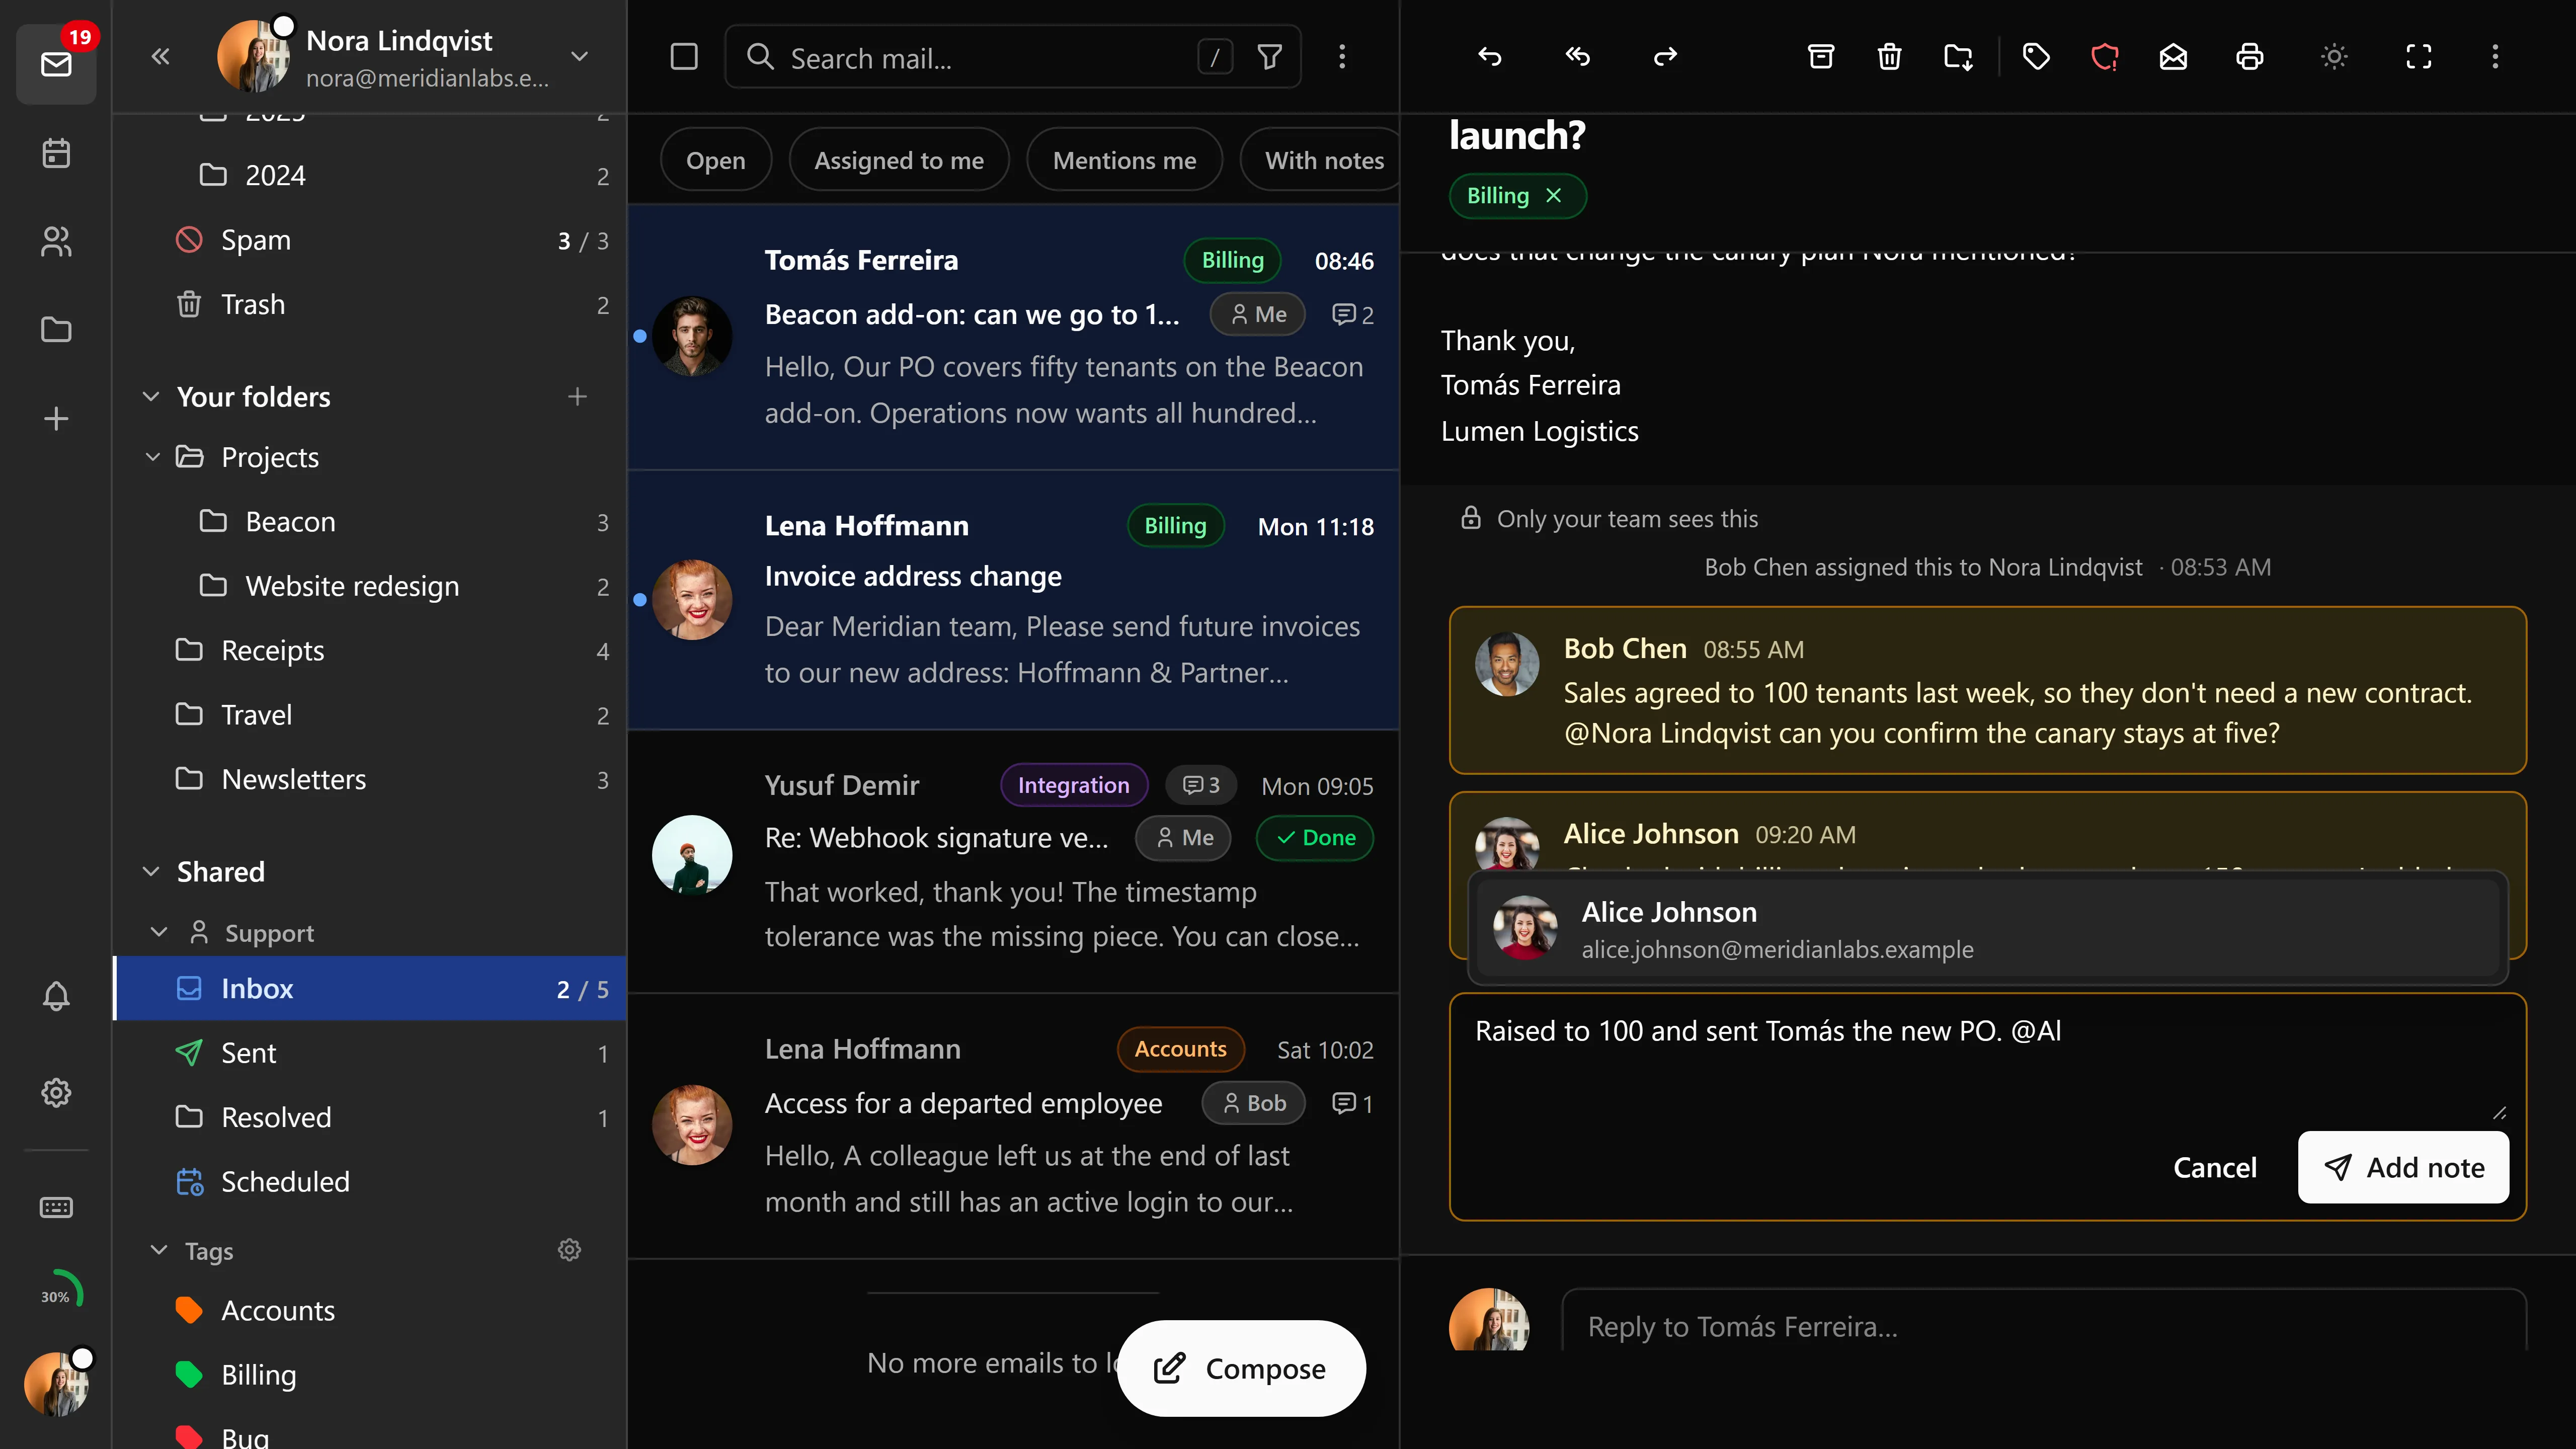 19
Nora Lindqvist
nora@meridianlabs.e...
2024 2
Spam 3 / 3
Trash 2
Your folders
Projects
Beacon 3
Website redesign 2
Receipts 4
Travel 2
Newsletters 3
Shared
Support
Inbox 2 / 5
Sent 1
Resolved 1
Scheduled
Tags
Accounts
Billing
Bug
30%
Search mail... /
Open Assigned to me Mentions me With notes
Tomás Ferreira Billing 08:46
Beacon add-on: can we go to 1... Me 2
Hello, Our PO covers fifty tenants on the Beacon
add-on. Operations now wants all hundred...
Lena Hoffmann Billing Mon 11:18
Invoice address change
Dear Meridian team, Please send future invoices
to our new address: Hoffmann & Partner...
Yusuf Demir Integration 3 Mon 09:05
Re: Webhook signature ve... Me Done
That worked, thank you! The timestamp
tolerance was the missing piece. You can close...
Lena Hoffmann Accounts Sat 10:02
Access for a departed employee Bob 1
Hello, A colleague left us at the end of last
month and still has an active login to our...
No more emails to
Compose
launch?
Billing
does that change the canary plan Nora mentioned?
Thank you,
Tomás Ferreira
Lumen Logistics
Only your team sees this
Bob Chen assigned this to Nora Lindqvist · 08:53 AM
Bob Chen 08:55 AM
Sales agreed to 100 tenants last week, so they don't need a new contract.
@Nora Lindqvist can you confirm the canary stays at five?
Alice Johnson 09:20 AM
Alice Johnson
alice.johnson@meridianlabs.example
Raised to 100 and sent Tomás the new PO. @Al
Cancel Add note
Reply to Tomás Ferreira...